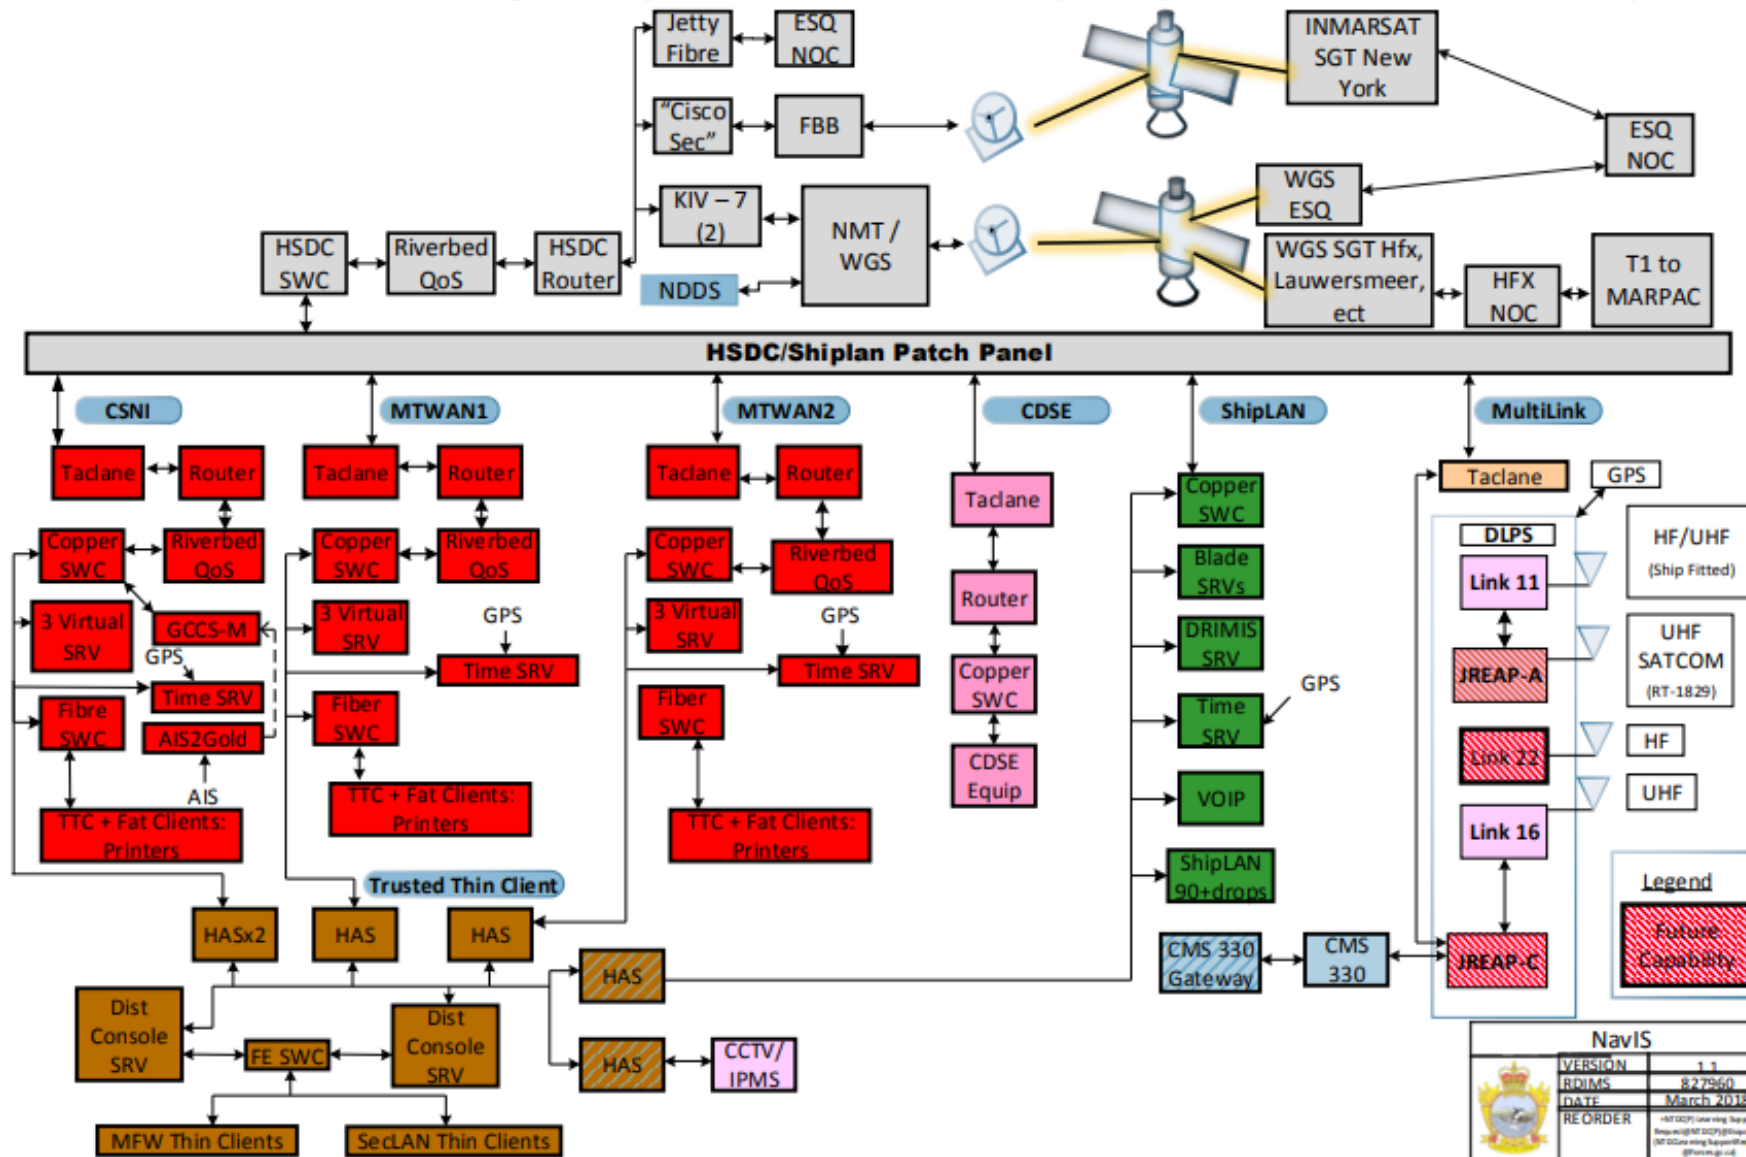 Jetty
Fibre
ESQ
NOC
INMARSAT
SGT New
York
"Cisco
Sec"
FBB
ESQ
NOC
KIV – 7
(2)
NMT /
WGS
WGS
ESQ
HSDC
SWC
Riverbed
QoS
HSDC
Router
NDDS
WGS SGT Hfx,
Lauwersmeer,
ect
HFX
NOC
T1 to
MARPAC
HSDC/Shiplan Patch Panel
CSNI
MTWAN1
MTWAN2
CDSE
ShipLAN
MultiLink
Taclane
Router
Copper
SWC
Riverbed
QoS
3 Virtual
SRV
GCCS-M
GPS
Time SRV
Fibre
SWC
AIS2Gold
AIS
TTC + Fat Clients:
Printers
Taclane
Router
Copper
SWC
Riverbed
QoS
3 Virtual
SRV
GPS
Time SRV
Fiber
SWC
TTC + Fat Clients:
Printers
Taclane
Router
Copper
SWC
Riverbed
QoS
3 Virtual
SRV
GPS
Time SRV
Fiber
SWC
TTC + Fat Clients:
Printers
Taclane
Router
Copper
SWC
CDSE
Equip
Copper
SWC
Blade
SRVs
DRIMIS
SRV
Time
SRV
GPS
VOIP
ShipLAN
90+drops
CMS 330
Gateway
CMS
330
Taclane
GPS
DLPS
Link 11
HF/UHF
(Ship Fitted)
JREAP-A
UHF
SATCOM
(RT-1829)
Link 22
HF
Link 16
UHF
JREAP-C
Legend
Future
Capability
Trusted Thin Client
HASx2
HAS
HAS
HAS
HAS
CCTV/
IPMS
Dist
Console
SRV
FE SWC
Dist
Console
SRV
MFW Thin Clients
SecLAN Thin Clients
NavIS
VERSION 1.1
RDIMS 827960
DATE March 2018
REORDER